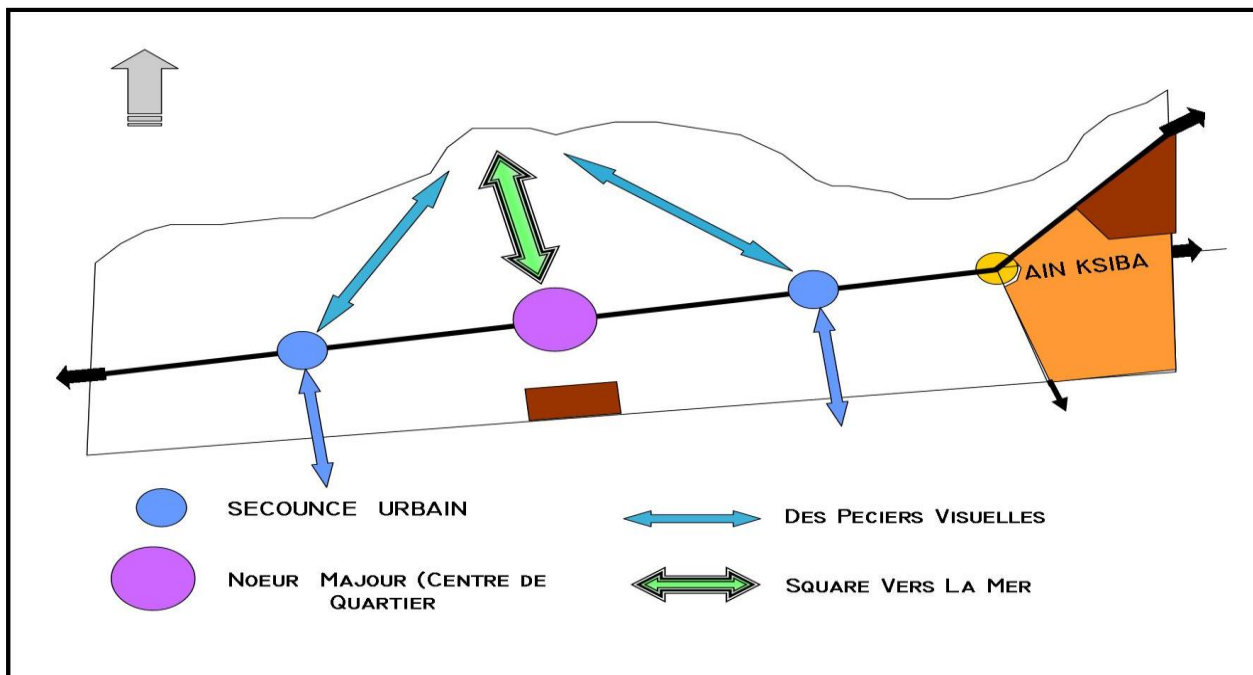 AIN KSIBA
SECOUNCE URBAIN
DES PECIERS VISUELLES
NOEUR MAJOUR (CENTRE DE
QUARTIER
SQUARE VERS LA MER